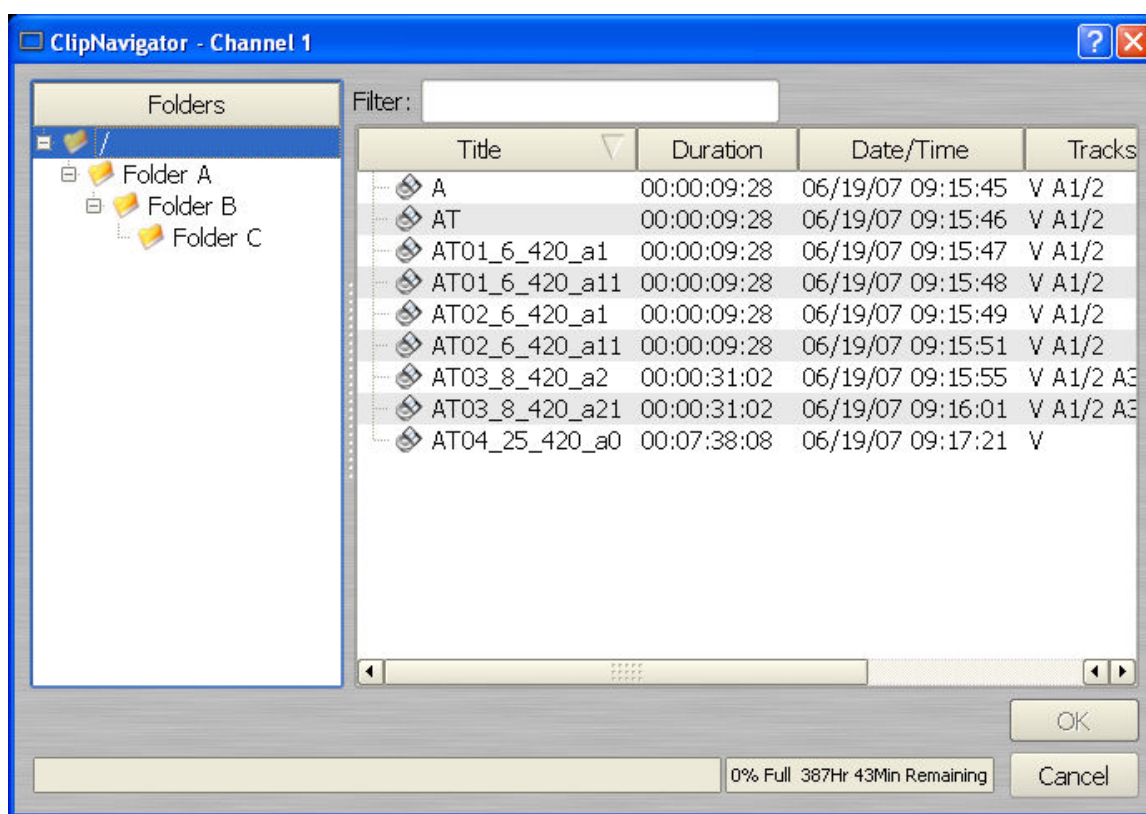 ClipNavigator - Channel 1
Folders
/
Folder A
Folder B
Folder C
Filter:
Title Duration Date/Time Tracks
A 00:00:09:28 06/19/07 09:15:45 V A1/2
AT 00:00:09:28 06/19/07 09:15:46 V A1/2
AT01_6_420_a1 00:00:09:28 06/19/07 09:15:47 V A1/2
AT01_6_420_a11 00:00:09:28 06/19/07 09:15:48 V A1/2
AT02_6_420_a1 00:00:09:28 06/19/07 09:15:49 V A1/2
AT02_6_420_a11 00:00:09:28 06/19/07 09:15:51 V A1/2
AT03_8_420_a2 00:00:31:02 06/19/07 09:15:55 V A1/2 A3
AT03_8_420_a21 00:00:31:02 06/19/07 09:16:01 V A1/2 A3
AT04_25_420_a0 00:07:38:08 06/19/07 09:17:21 V
OK
0% Full 387Hr 43Min Remaining
Cancel